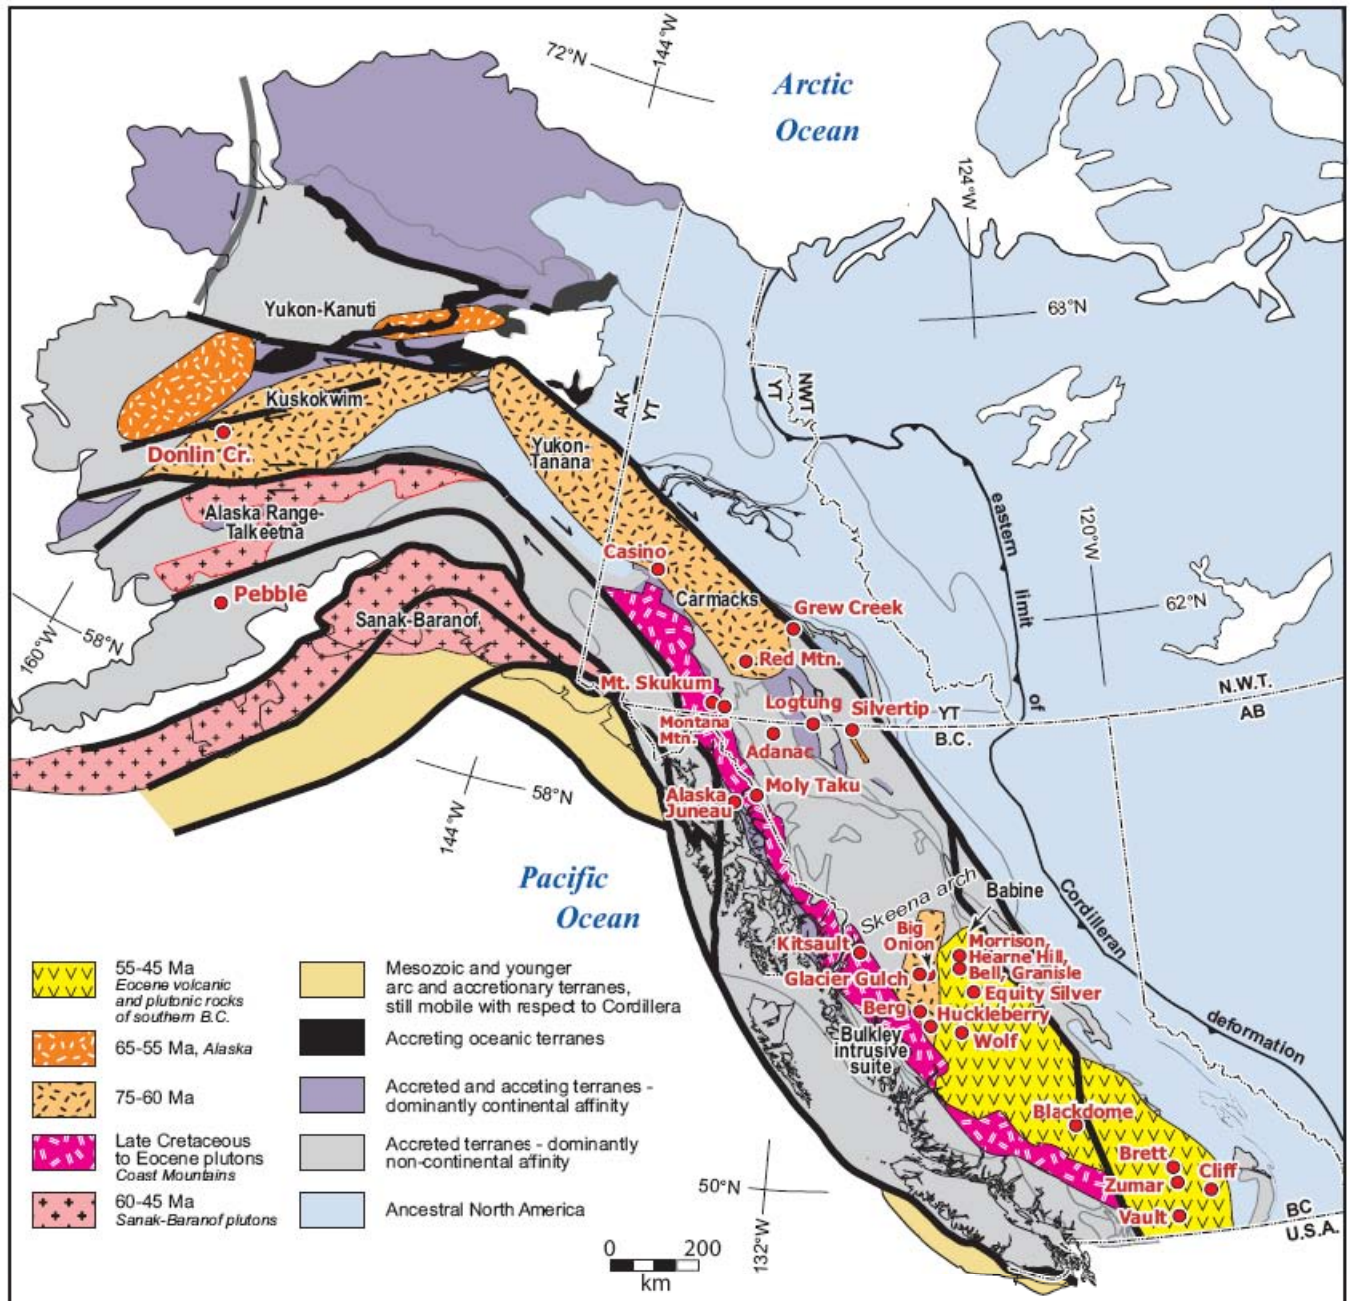 72°N
144°W
Arctic
Ocean
124°W
68°N
Yukon-Kanuti
Kuskokwim
Donlin Cr.
AK
YT
YT
NWT
Yukon-
Tanana
eastern
limit
of
Cordilleran
deformation
120°W
62°N
Alaska Range-
Talkeetna
Pebble
Sanak-Baranof
160°W
58°N
Casino
Carmacks
Grew Creek
Red Mtn.
Mt. Skukum
Montana
Mtn.
Logtung
Silvertip
Adanac
YT
B.C.
N.W.T.
AB
Alaska
Juneau
Moly Taku
144°W
58°N
Pacific
Ocean
Skeena arch
Babine
Big
Onion
Morrison,
Hearne Hill,
Bell, Granisle
Kitsault
Glacier Gulch
Equity Silver
Berg
Huckleberry
Wolf
Bulkley
intrusive
suite
Blackdome
Brett
Cliff
Zumar
Vault
BC
U.S.A.
50°N
132°W
0 200
km
55-45 Ma
Eocene volcanic
and plutonic rocks
of southern B.C.
65-55 Ma, Alaska
75-60 Ma
Late Cretaceous
to Eocene plutons
Coast Mountains
60-45 Ma
Sanak-Baranof plutons
Mesozoic and younger
arc and accretionary terranes,
still mobile with respect to Cordillera
Accreting oceanic terranes
Accreted and acceting terranes -
dominantly continental affinity
Accreted terranes - dominantly
non-continental affinity
Ancestral North America